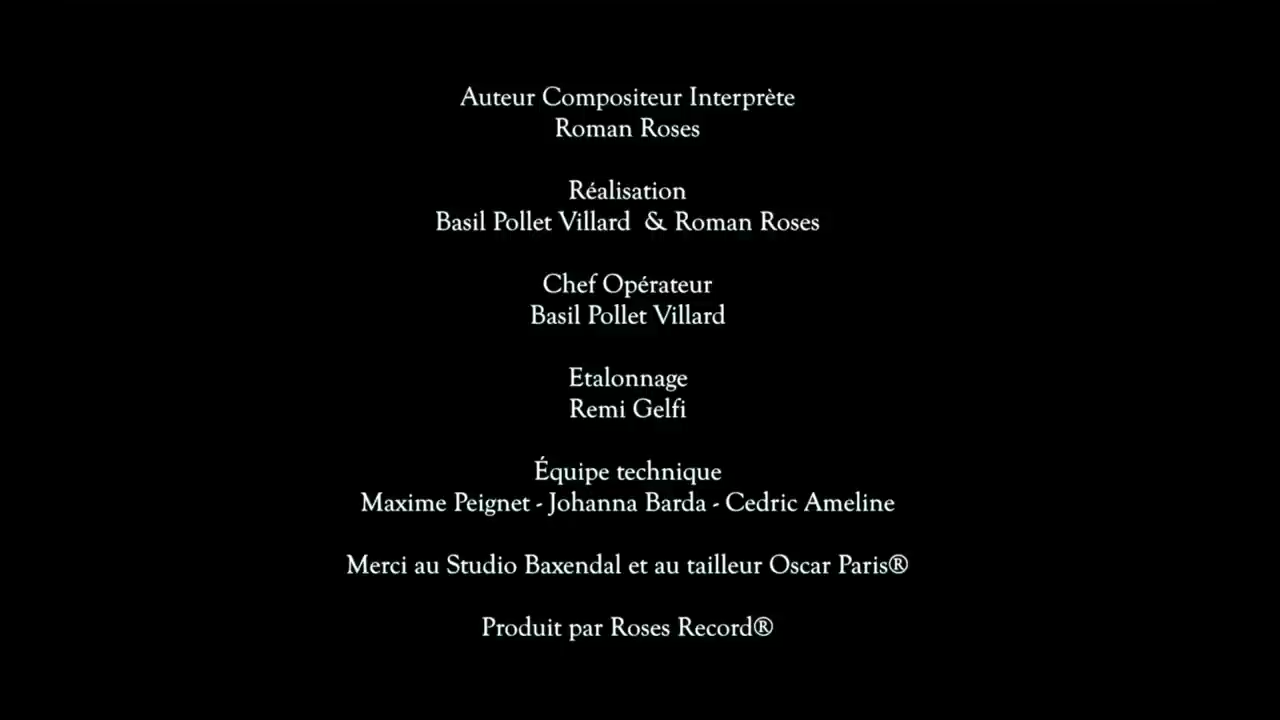 Auteur Compositeur Interprète
Roman Roses
Réalisation
Basil Pollet Villard & Roman Roses
Chef Opérateur
Basil Pollet Villard
Etalonnage
Remi Gelfi
Équipe technique
Maxime Peignet - Johanna Barda - Cedric Ameline
Merci au Studio Baxendal et au tailleur Oscar Paris®
Produit par Roses Record®